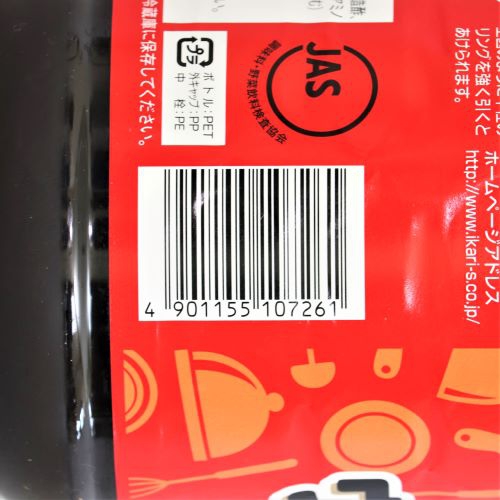 冷蔵庫に保存してください。
プラ
ボトル:PET
外キャップ:PP
中 栓:PE
JAS
調味料・野菜飲料検査協会
リングを強く引くと
あけられます。
ホームページアドレス
http://www.ikari-s.co.jp/
4 901155 107261